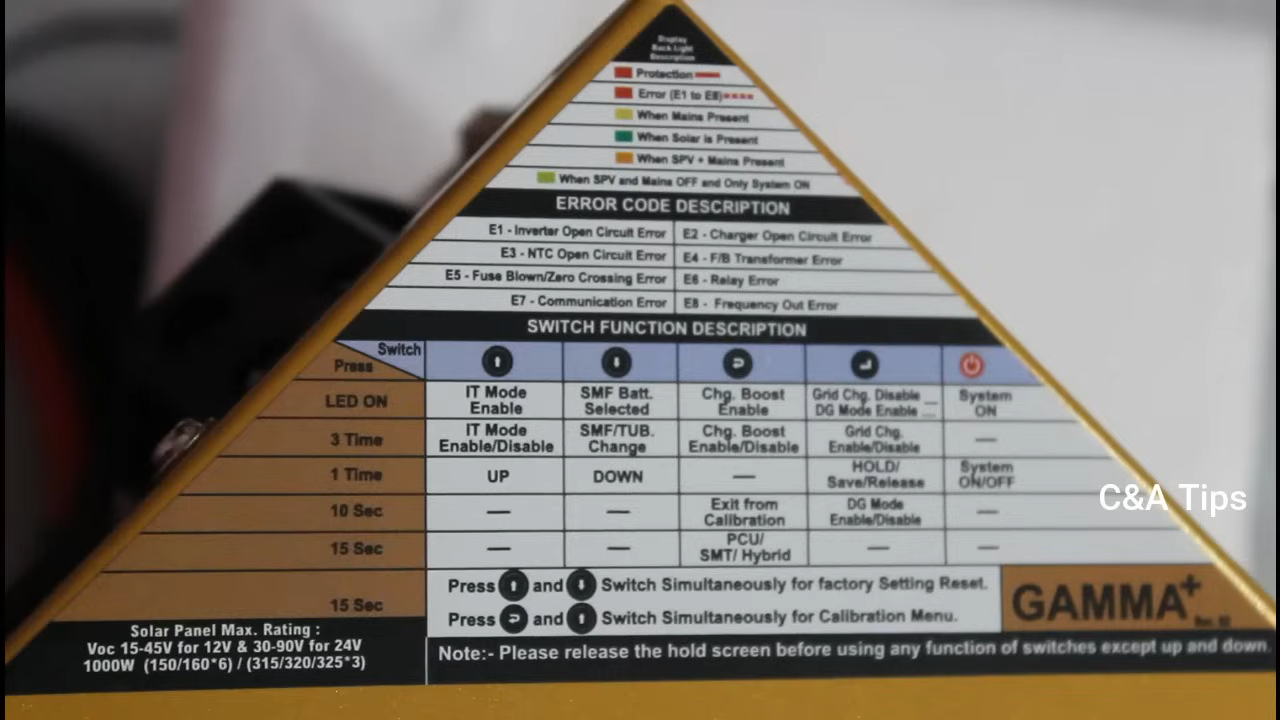 Display
Back Light
Description
Protection
Error (E1 to E8)
When Mains Present
When Solar is Present
When SPV + Mains Present
When SPV and Mains OFF and Only System ON
ERROR CODE DESCRIPTION
E1 - Inverter Open Circuit Error E2 - Charger Open Circuit Error
E3 - NTC Open Circuit Error E4 - F/B Transformer Error
E5 - Fuse Blown/Zero Crossing Error E6 - Relay Error
E7 - Communication Error E8 - Frequency Out Error
SWITCH FUNCTION DESCRIPTION
Switch
Press
LED ON IT Mode Enable SMF Batt. Selected Chg. Boost Enable Grid Chg. Disable __ DG Mode Enable .... System ON
3 Time IT Mode Enable/Disable SMF/TUB. Change Chg. Boost Enable/Disable Grid Chg. Enable/Disable —
1 Time UP DOWN — HOLD/ Save/Release System ON/OFF
10 Sec — — Exit from Calibration DG Mode Enable/Disable —
15 Sec — — PCU/ SMT/ Hybrid — —
15 Sec
Press and Switch Simultaneously for factory Setting Reset.
Press and Switch Simultaneously for Calibration Menu.
GAMMA+
Solar Panel Max. Rating :
Voc 15-45V for 12V & 30-90V for 24V
1000W (150/160*6) / (315/320/325*3)
Note:- Please release the hold screen before using any function of switches except up and down.
C&A Tips